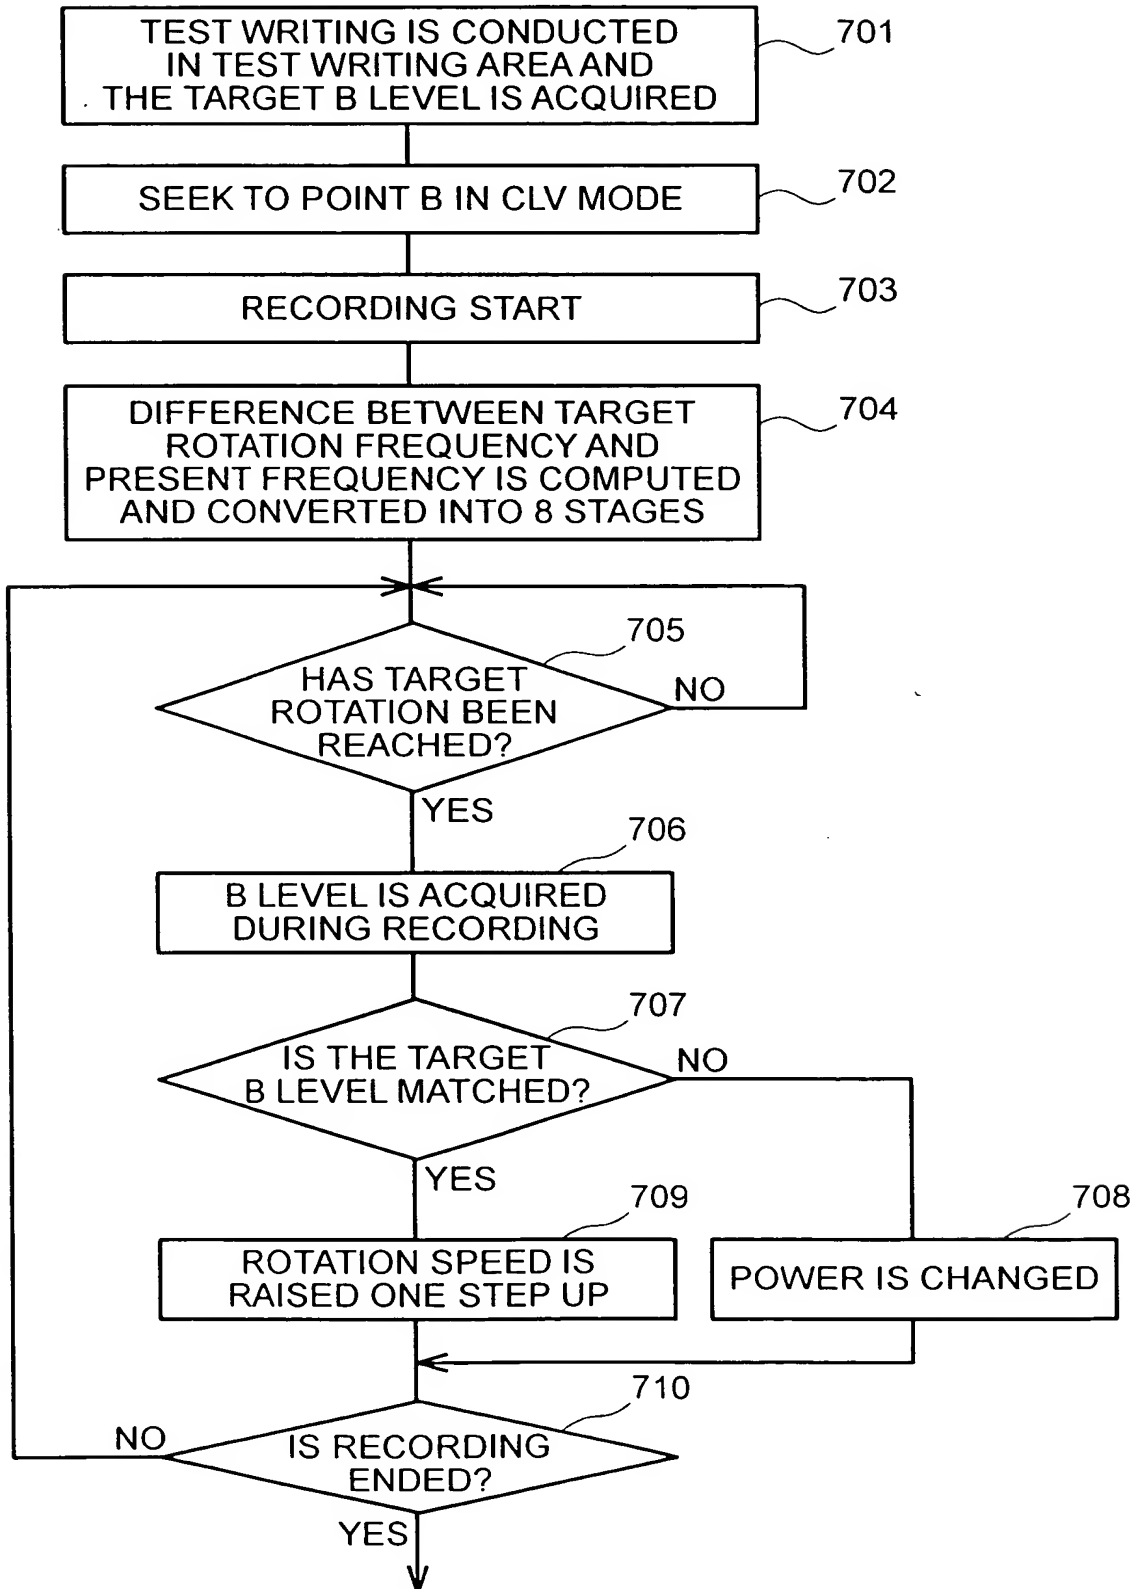 TEST WRITING IS CONDUCTED
IN TEST WRITING AREA AND
THE TARGET B LEVEL IS ACQUIRED
701
SEEK TO POINT B IN CLV MODE
702
RECORDING START
703
DIFFERENCE BETWEEN TARGET
ROTATION FREQUENCY AND
PRESENT FREQUENCY IS COMPUTED
AND CONVERTED INTO 8 STAGES
704
705
HAS TARGET
ROTATION BEEN
REACHED?
NO
YES
706
B LEVEL IS ACQUIRED
DURING RECORDING
707
IS THE TARGET
B LEVEL MATCHED?
NO
YES
709
ROTATION SPEED IS
RAISED ONE STEP UP
708
POWER IS CHANGED
710
IS RECORDING
ENDED?
NO
YES